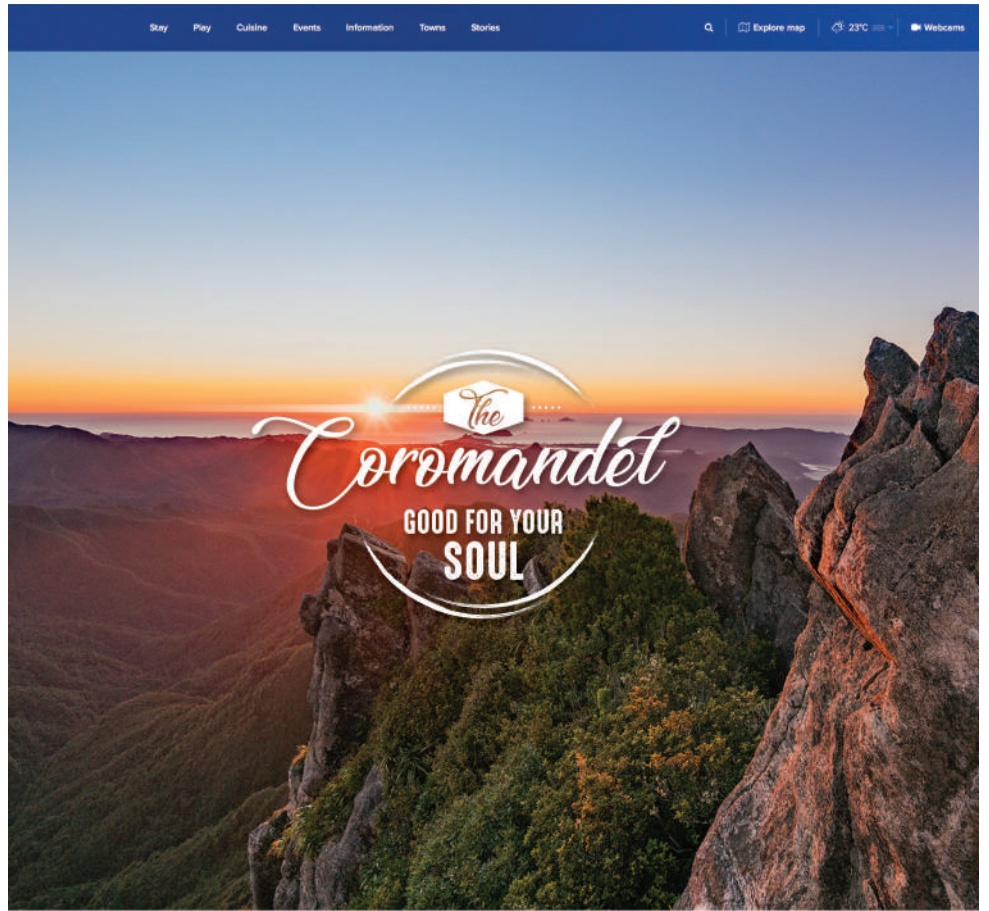 Stay Play Cuisine Events Information Towns Stories Explore map 23°C Webcams
The
Coromandel
GOOD FOR YOUR
SOUL